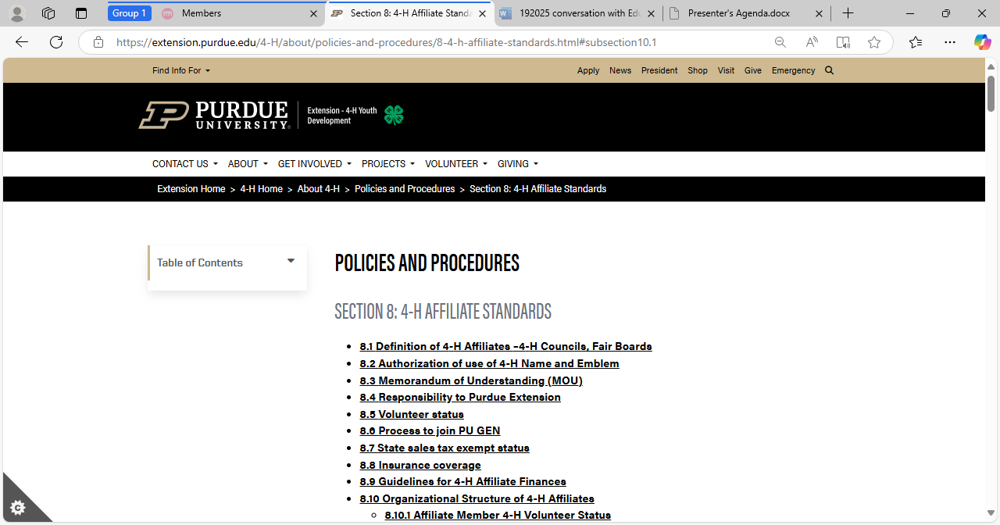 Group 1
Members
Section 8: 4-H Affiliate Standa
192025 conversation with Edu
Presenter's Agenda.docx
https://extension.purdue.edu/4-H/about/policies-and-procedures/8-4-h-affiliate-standards.html#subsection10.1
Find Info For
Apply News President Shop Visit Give Emergency
PURDUE UNIVERSITY
Extension - 4-H Youth
Development
CONTACT US ABOUT GET INVOLVED PROJECTS VOLUNTEER GIVING
Extension Home > 4-H Home > About 4-H > Policies and Procedures > Section 8: 4-H Affiliate Standards
Table of Contents
POLICIES AND PROCEDURES
SECTION 8: 4-H AFFILIATE STANDARDS
8.1 Definition of 4-H Affiliates –4-H Councils, Fair Boards
8.2 Authorization of use of 4-H Name and Emblem
8.3 Memorandum of Understanding (MOU)
8.4 Responsibility to Purdue Extension
8.5 Volunteer status
8.6 Process to join PU GEN
8.7 State sales tax exempt status
8.8 Insurance coverage
8.9 Guidelines for 4-H Affiliate Finances
8.10 Organizational Structure of 4-H Affiliates
8.10.1 Affiliate Member 4-H Volunteer Status